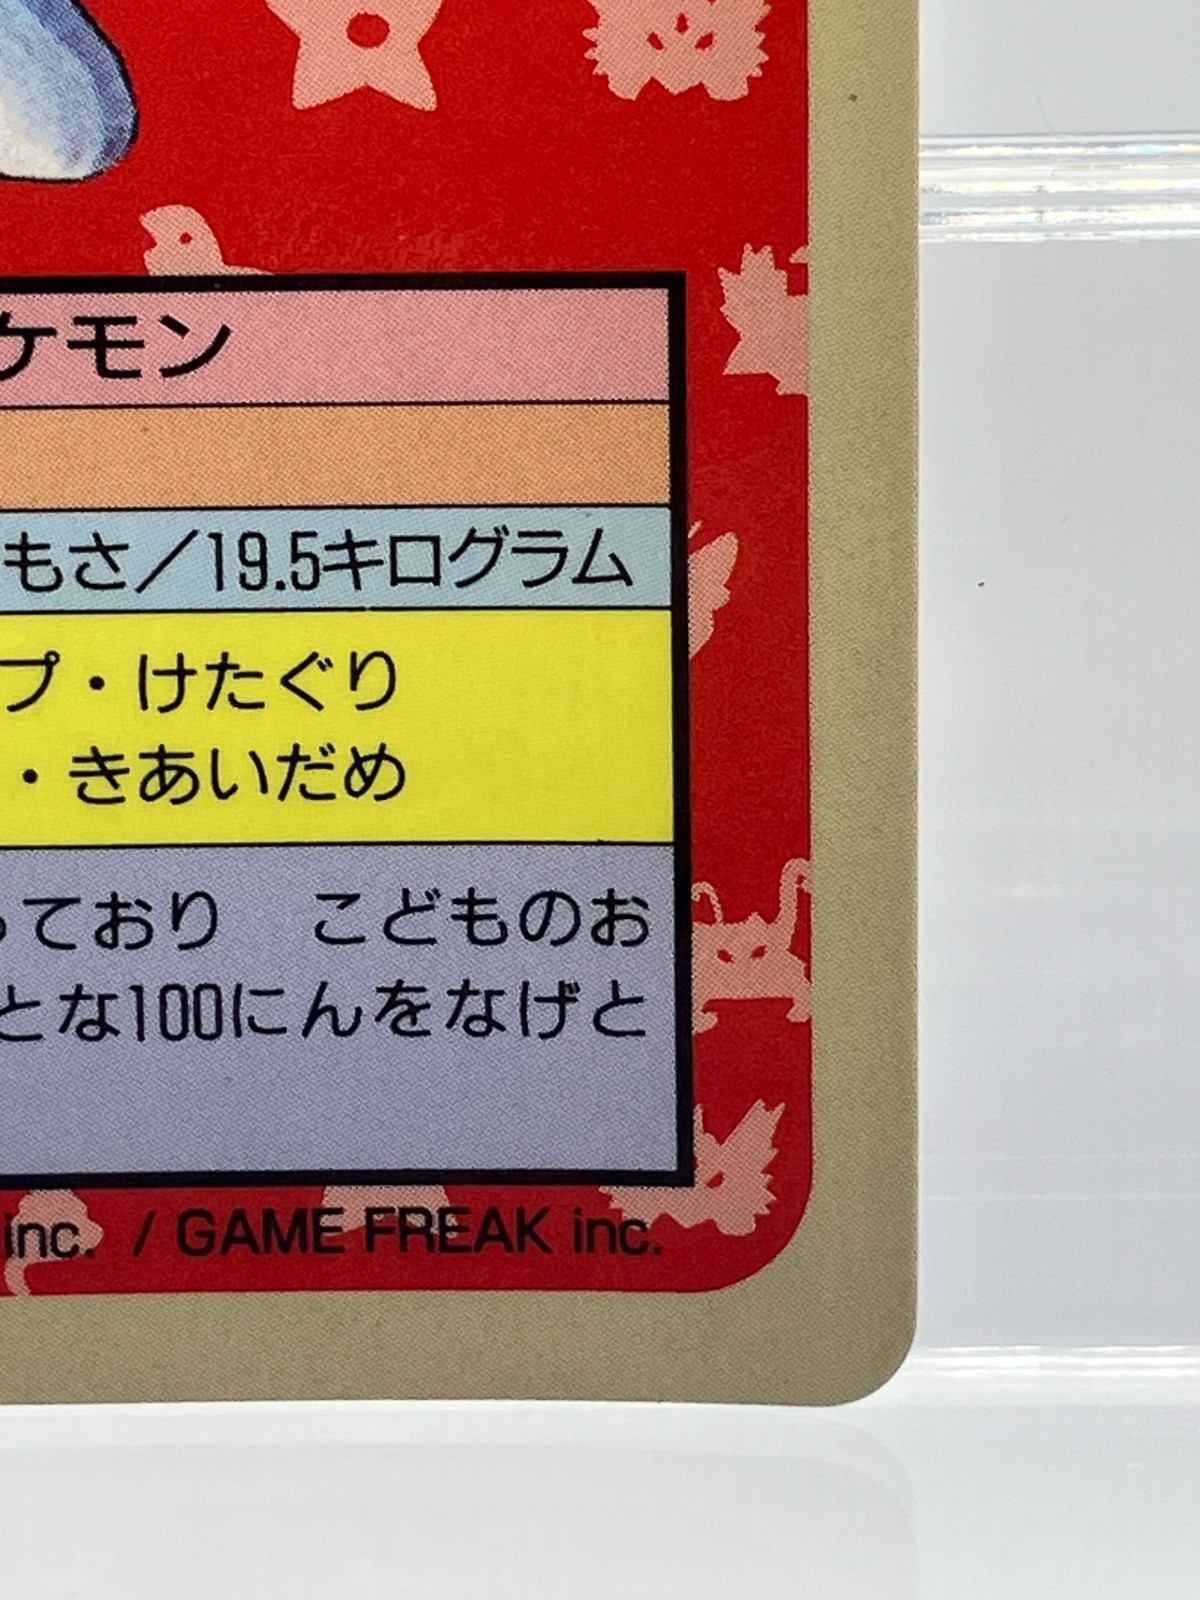 ケモン
もさ／19.5キログラム
プ・けたぐり
・きあいだめ
っており　こどものお
とな100にんをなげと
inc. / GAME FREAK inc.